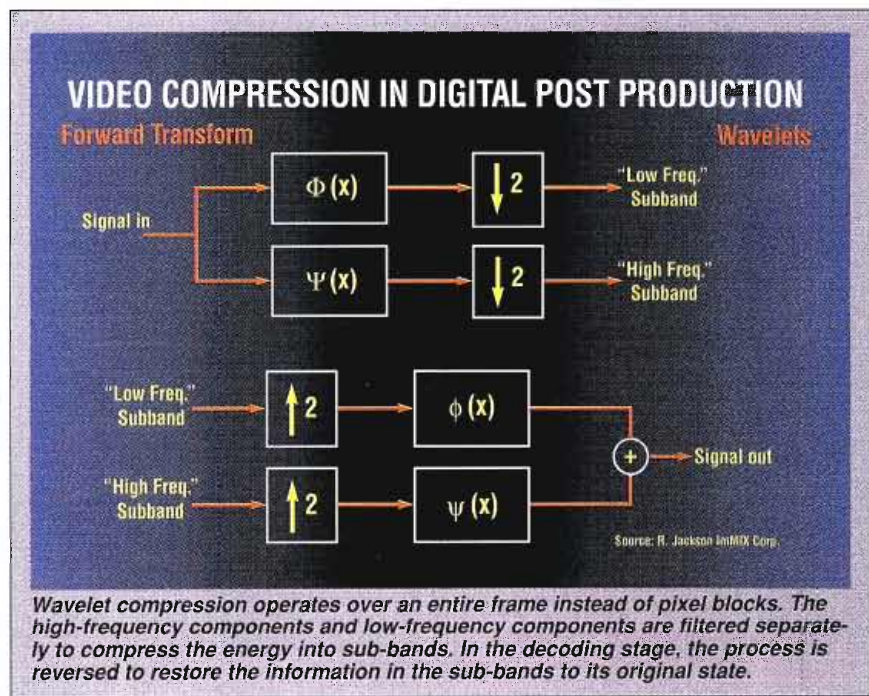 VIDEO COMPRESSION IN DIGITAL POST PRODUCTION
Forward Transform
Wavelets
Signal in
Φ(x)
↓ 2
"Low Freq."
Subband
Ψ(x)
↓ 2
"High Freq."
Subband
"Low Freq."
Subband
↑ 2
ϕ(x)
+
Signal out
"High Freq."
Subband
↑ 2
ψ(x)
Source: R. Jackson ImMIX Corp.
Wavelet compression operates over an entire frame instead of pixel blocks. The
high-frequency components and low-frequency components are filtered separate-
ly to compress the energy into sub-bands. In the decoding stage, the process is
reversed to restore the information in the sub-bands to its original state.